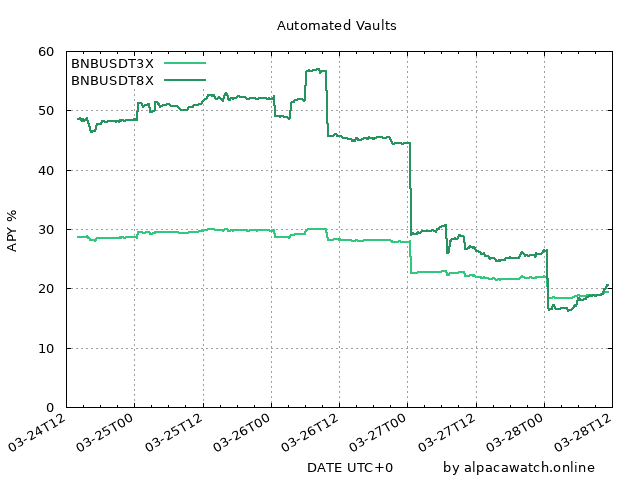 Automated Vaults
60
50
40
30
20
10
0
APY %
BNBUSDT3X
BNBUSDT8X
03-24T12
03-25T00
03-25T12
03-26T00
03-26T12
03-27T00
03-27T12
03-28T00
03-28T12
DATE UTC+0 by alpacawatch.online